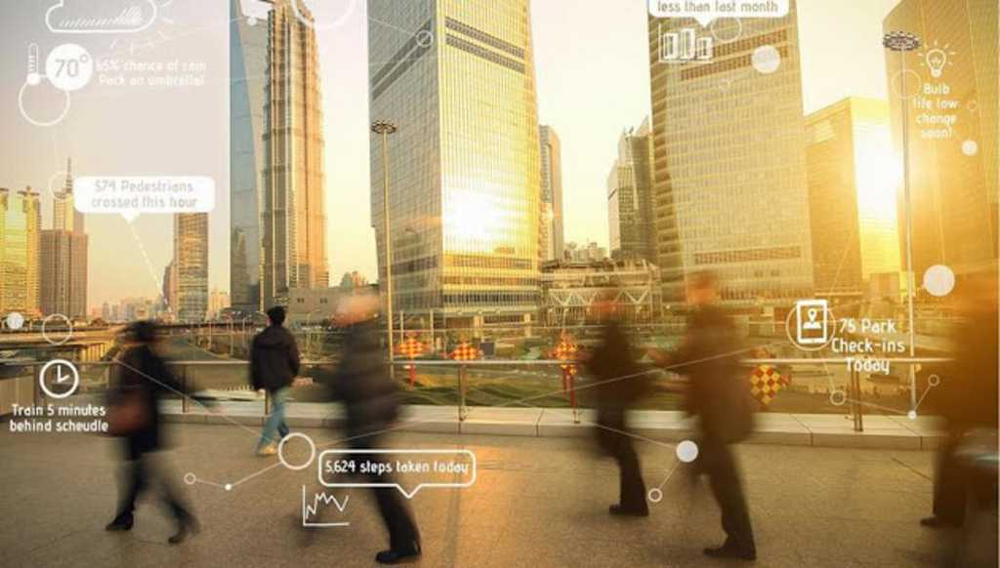 less than last month
70°
65% chance of rain
Pack an umbrella!
Bulb
life low
change
soon!
574 Pedestrians
crossed this hour
75 Park
Check-ins
Today
Train 5 minutes
behind scheudle
5,624 steps taken today